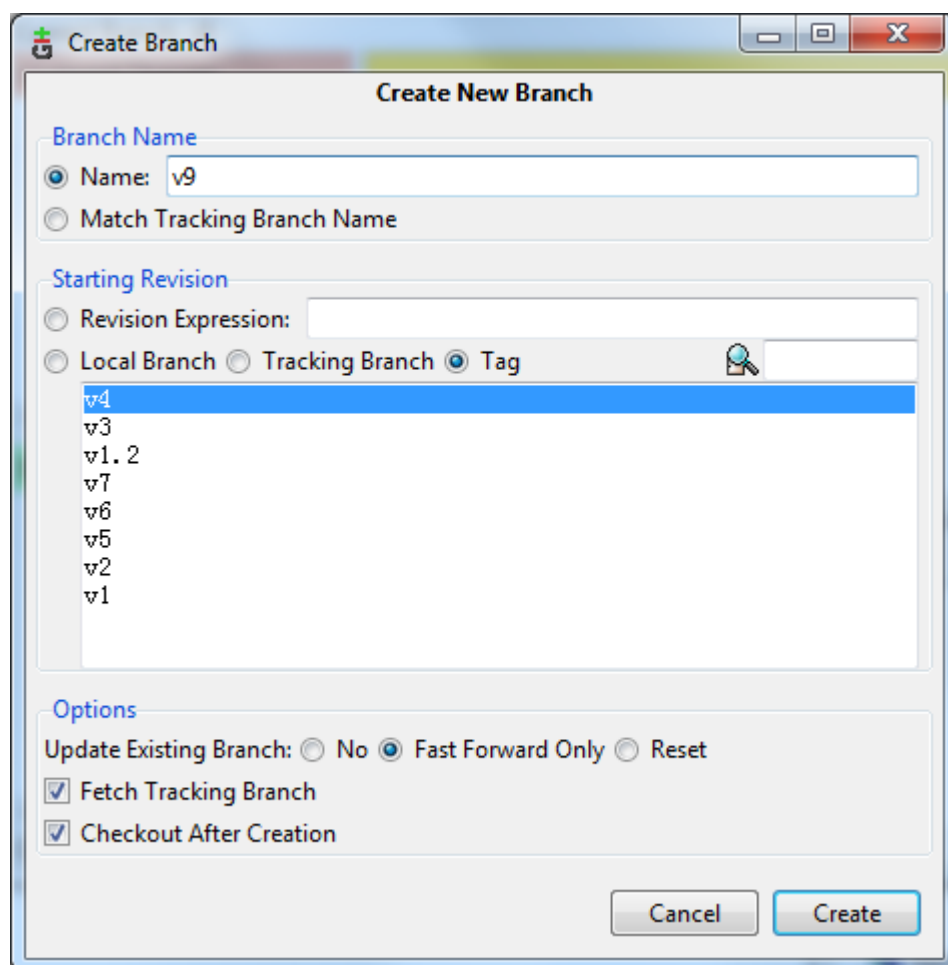 Create Branch
Create New Branch
Branch Name
Name: v9
Match Tracking Branch Name
Starting Revision
Revision Expression:
Local Branch Tracking Branch Tag
v4
v3
v1.2
v7
v6
v5
v2
v1
Options
Update Existing Branch: No Fast Forward Only Reset
Fetch Tracking Branch
Checkout After Creation
Cancel Create